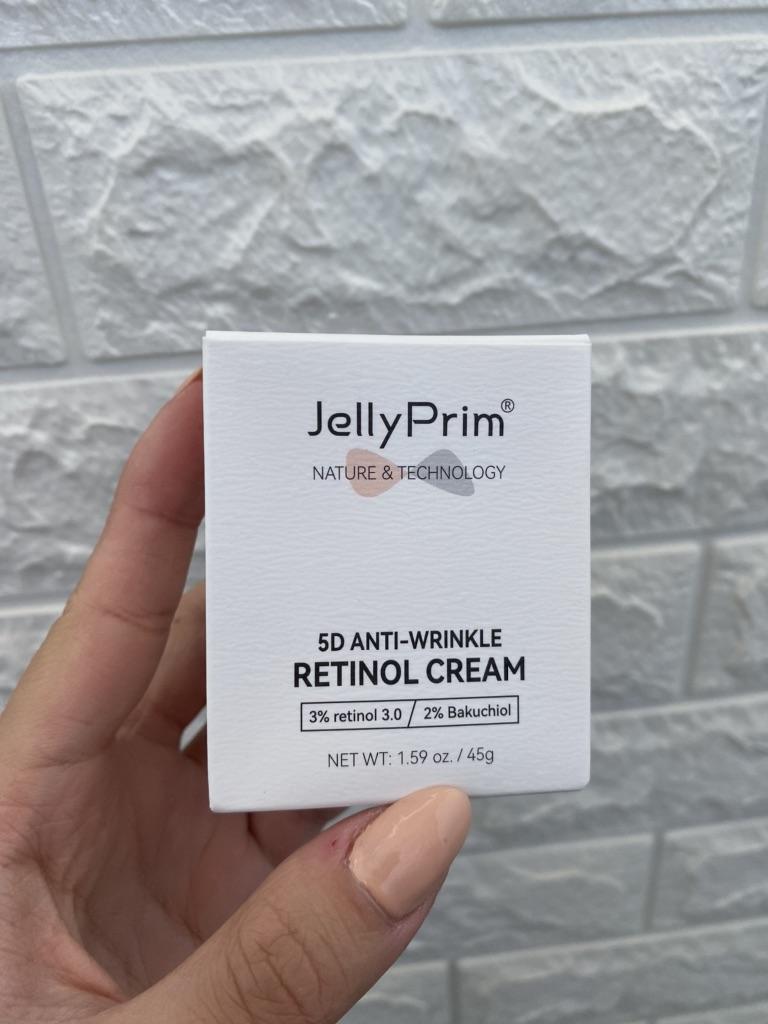 JellyPrim®
NATURE & TECHNOLOGY
5D ANTI-WRINKLE
RETINOL CREAM
3% retinol 3.0 / 2% Bakuchiol
NET WT: 1.59 oz. / 45g